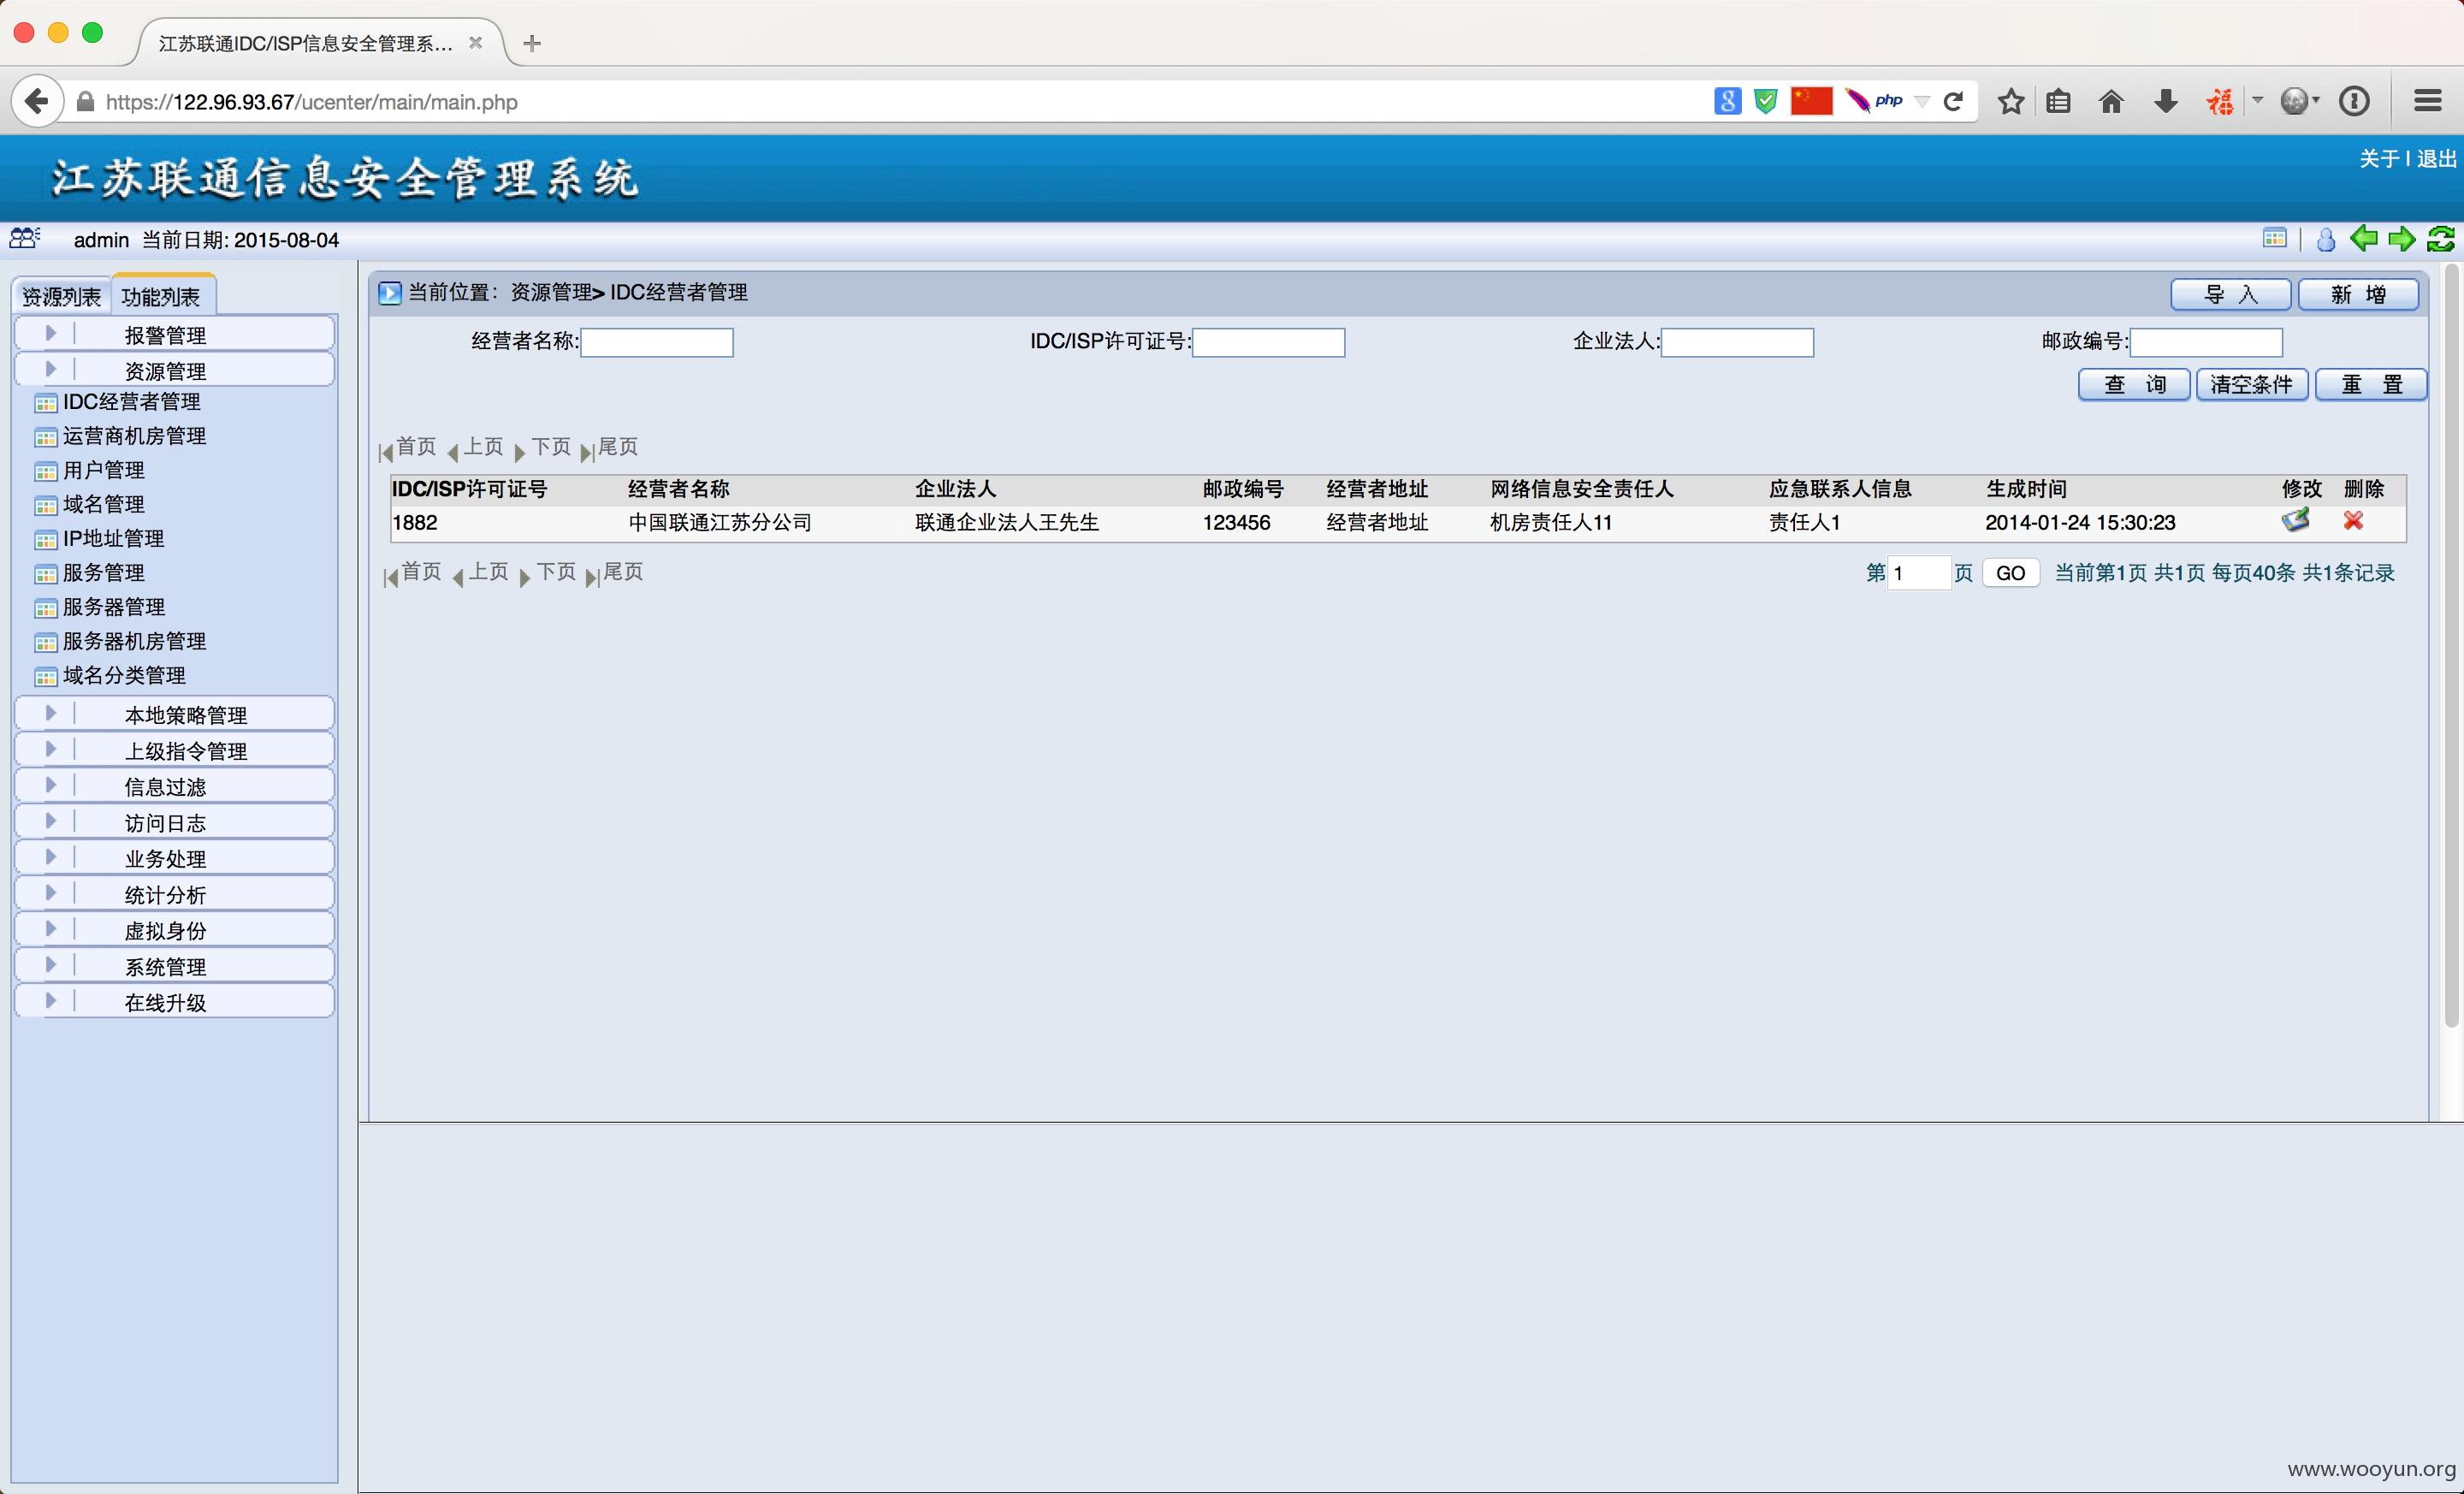 江苏联通IDC/ISP信息安全管理系...
https://122.96.93.67/ucenter/main/main.php
php
福
江苏联通信息安全管理系统
关于 | 退出
admin 当前日期: 2015-08-04
资源列表 功能列表
报警管理
资源管理
IDC经营者管理
运营商机房管理
用户管理
域名管理
IP地址管理
服务管理
服务器管理
服务器机房管理
域名分类管理
本地策略管理
上级指令管理
信息过滤
访问日志
业务处理
统计分析
虚拟身份
系统管理
在线升级
当前位置：资源管理> IDC经营者管理
导 入 新 增
经营者名称: IDC/ISP许可证号: 企业法人: 邮政编号:
查 询 清空条件 重 置
首页 上页 下页 尾页
IDC/ISP许可证号 经营者名称 企业法人 邮政编号 经营者地址 网络信息安全责任人 应急联系人信息 生成时间 修改 删除
1882 中国联通江苏分公司 联通企业法人王先生 123456 经营者地址 机房责任人11 责任人1 2014-01-24 15:30:23
首页 上页 下页 尾页
第 1 页 GO 当前第1页 共1页 每页40条 共1条记录
www.wooyun.org